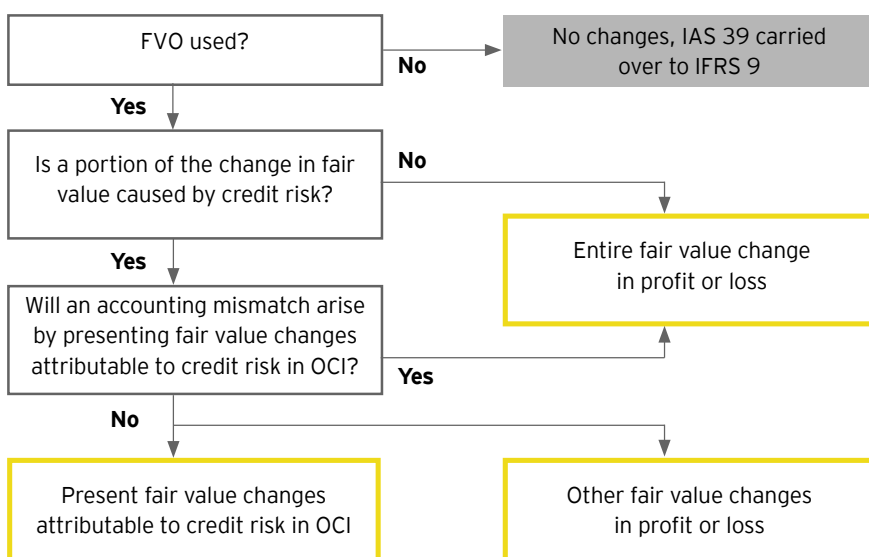 FVO used?
No
No changes, IAS 39 carried
over to IFRS 9
Yes
Is a portion of the change in fair
value caused by credit risk?
No
Entire fair value change
in profit or loss
Yes
Will an accounting mismatch arise
by presenting fair value changes
attributable to credit risk in OCI?
Yes
No
Present fair value changes
attributable to credit risk in OCI
Other fair value changes
in profit or loss